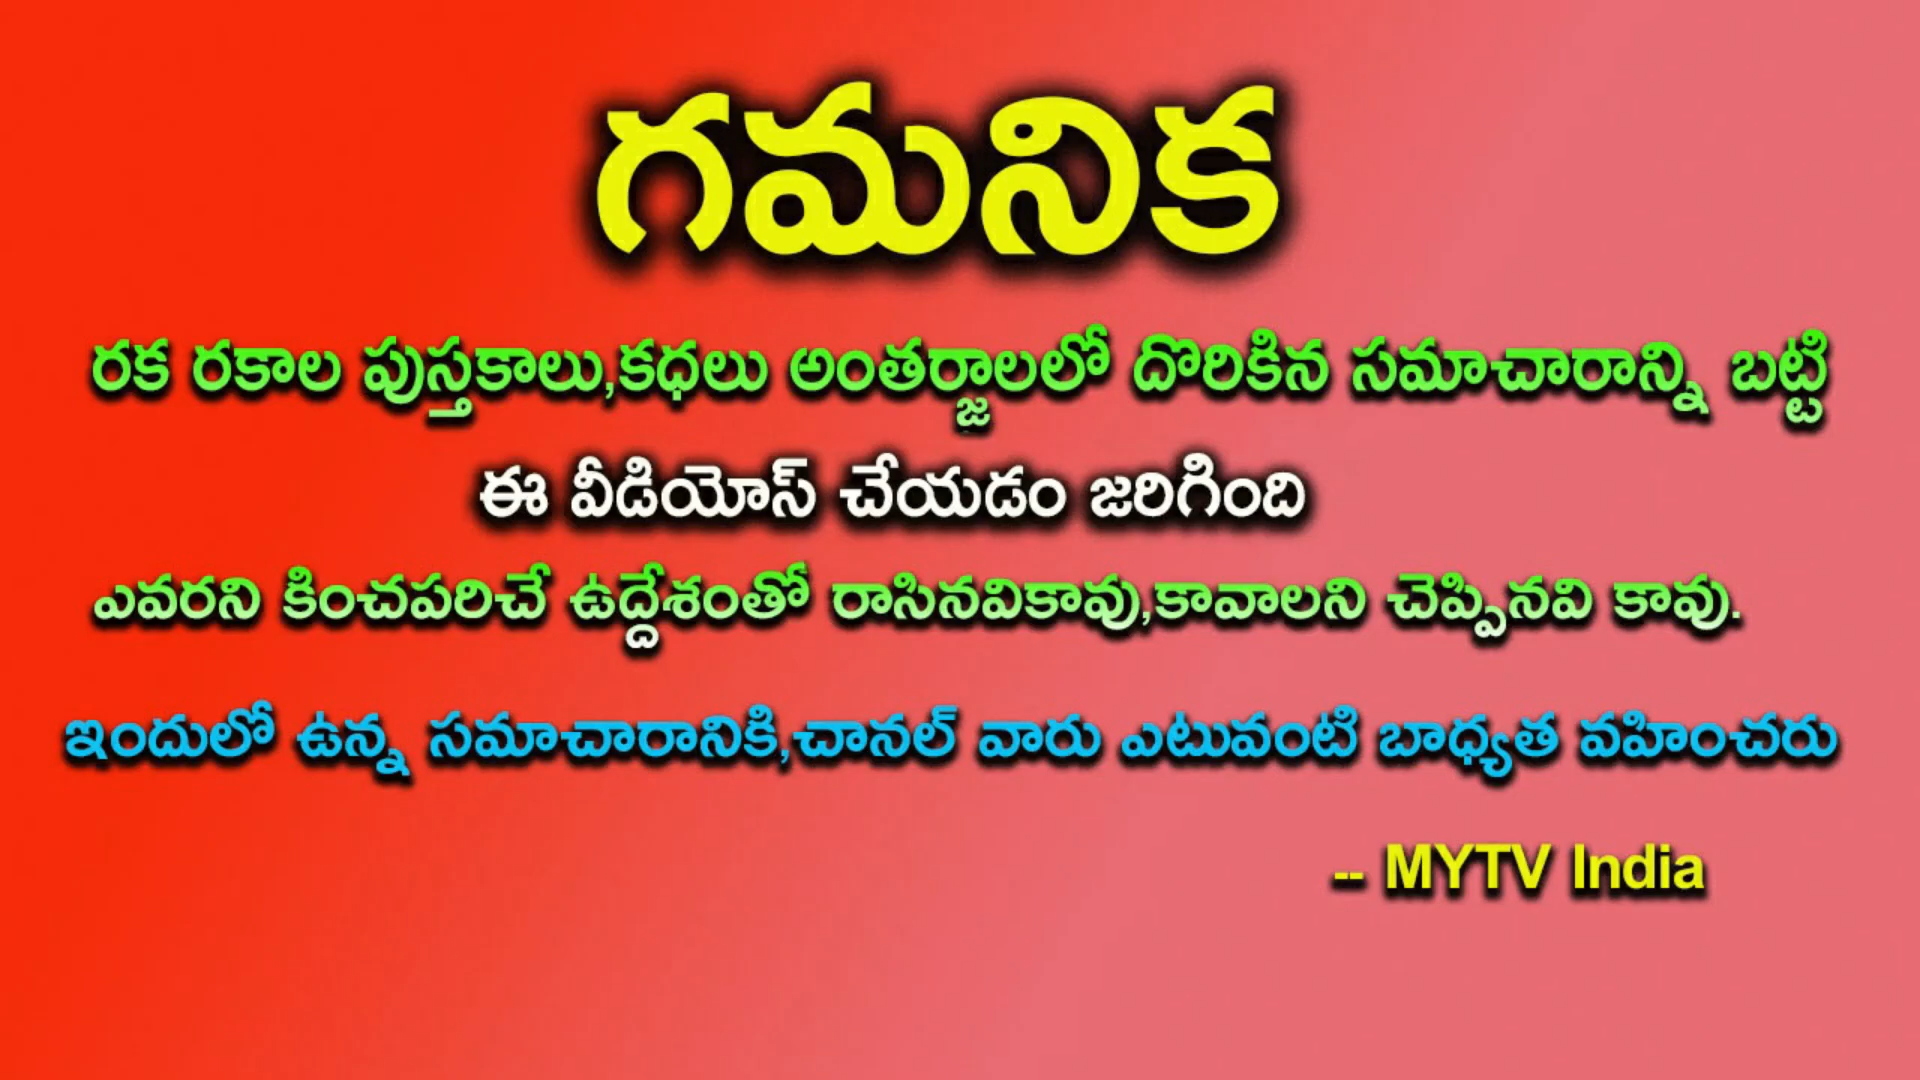 గమనిక
రక రకాల పుస్తకాలు,కధలు అంతర్జాలలో దొరికిన సమాచారాన్ని బట్టి
ఈ వీడియోస్ చేయడం జరిగింది
ఎవరని కించపరిచే ఉద్దేశంతో రాసినవికావు,కావాలని చెప్పినవి కావు.
ఇందులో ఉన్న సమాచారానికి,చానల్ వారు ఎటువంటి బాధ్యత వహించరు
-- MYTV India